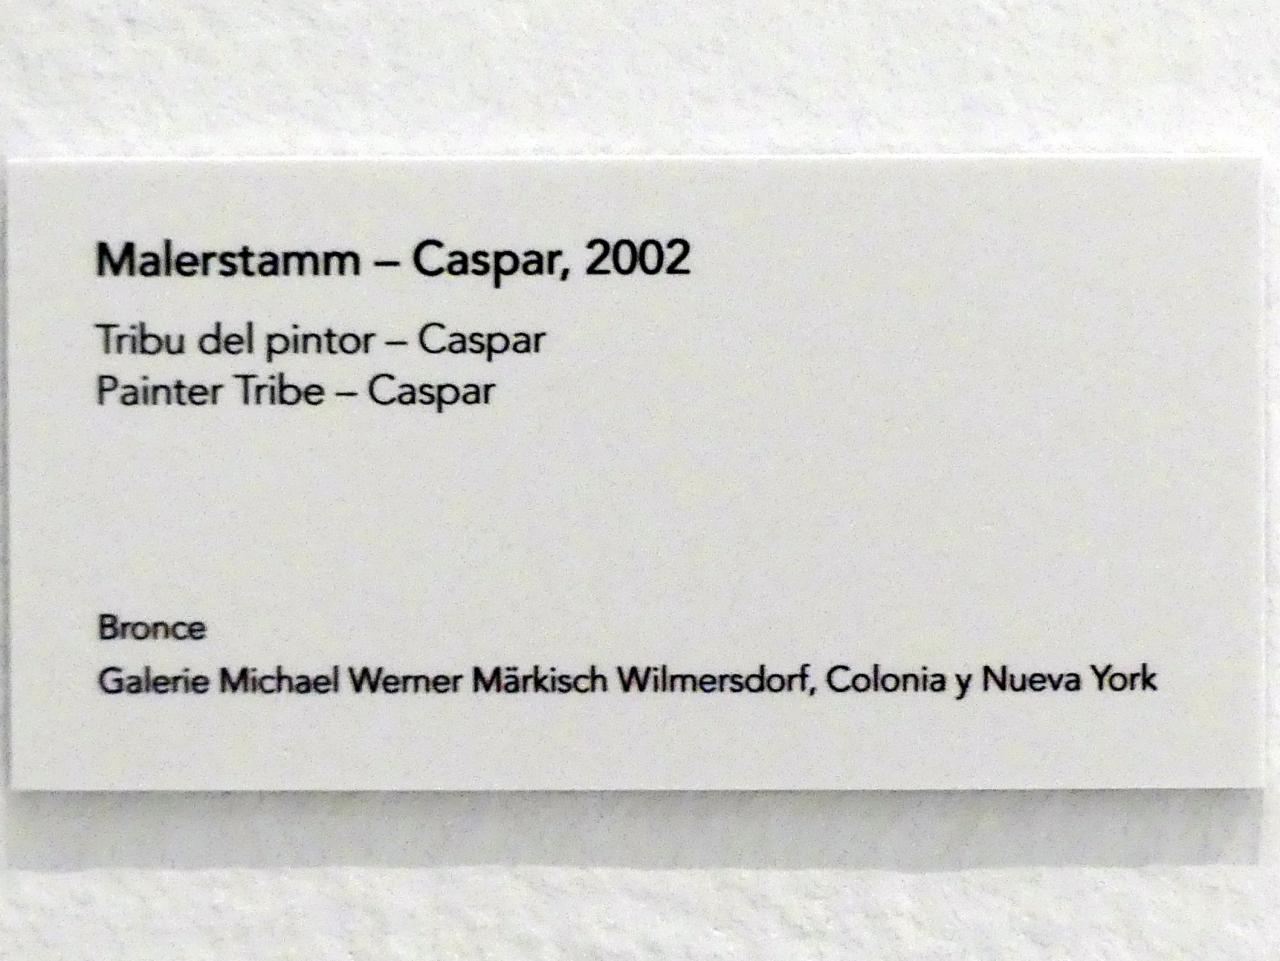 Malerstamm – Caspar, 2002
Tribu del pintor – Caspar
Painter Tribe – Caspar
Bronce
Galerie Michael Werner Märkisch Wilmersdorf, Colonia y Nueva York